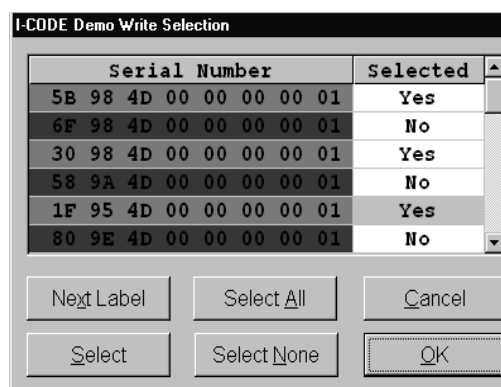 I-CODE Demo Write Selection
Serial Number Selected
5B 98 4D 00 00 00 00 01 Yes
6F 98 4D 00 00 00 00 01 No
30 98 4D 00 00 00 00 01 Yes
58 9A 4D 00 00 00 00 01 No
1F 95 4D 00 00 00 00 01 Yes
80 9E 4D 00 00 00 00 01 No
Next Label Select All Cancel
Select Select None OK